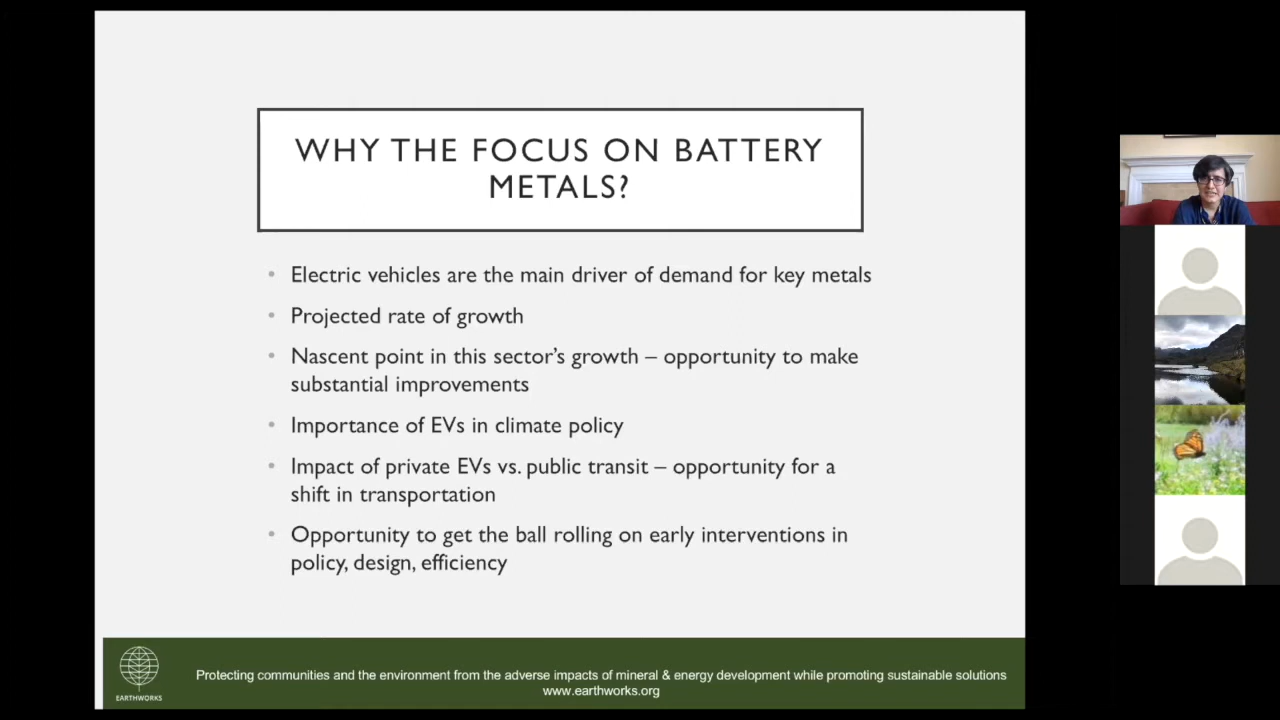 WHY THE FOCUS ON BATTERY
METALS?
• Electric vehicles are the main driver of demand for key metals
• Projected rate of growth
• Nascent point in this sector’s growth – opportunity to make
substantial improvements
• Importance of EVs in climate policy
• Impact of private EVs vs. public transit – opportunity for a
shift in transportation
• Opportunity to get the ball rolling on early interventions in
policy, design, efficiency
EARTHWORKS
Protecting communities and the environment from the adverse impacts of mineral & energy development while promoting sustainable solutions
www.earthworks.org